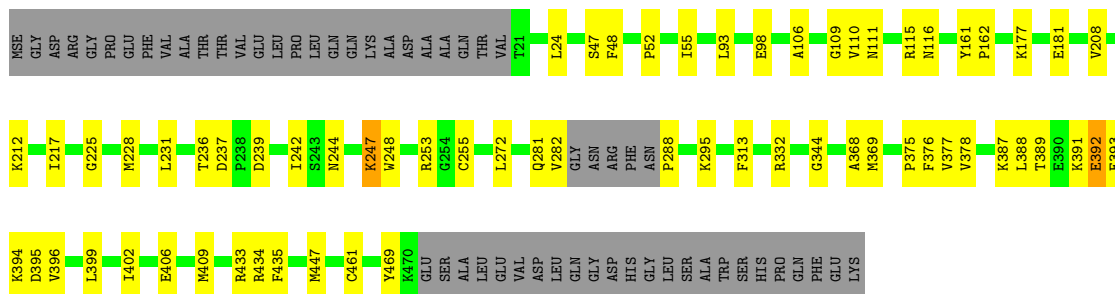 MSE GLY ASP ARG GLY PRO GLU PHE VAL ALA THR THR VAL GLU LEU PRO LEU GLN GLN LYS ALA ASP ALA ALA GLN THR VAL T21 L24 S47 F48 P52 I55 L93 E98 A106 G109 V110 N111 R115 N116 Y161 P162 K177 E181 V208
K212 I217 G225 M228 L231 T236 D237 P238 D239 I242 S243 N244 K247 W248 R253 G254 C255 L272 Q281 V282 GLY ASN ARG PHE ASN P288 K295 F313 R332 G344 A368 M369 P375 F376 V377 V378 K387 L388 T389 E390 K391 E392
K394 D395 V396 L399 I402 E406 M409 R433 R434 F435 M447 C461 Y469 K470 GLU SER ALA LEU GLU VAL ASP LEU GLN GLY ASP HIS GLY LEU SER ALA TRP SER HIS PRO GLN PHE GLU LYS